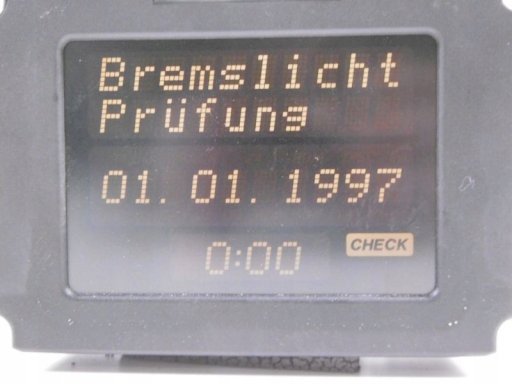 Bremslicht
Prüfung
01.01.1997
0:00 CHECK